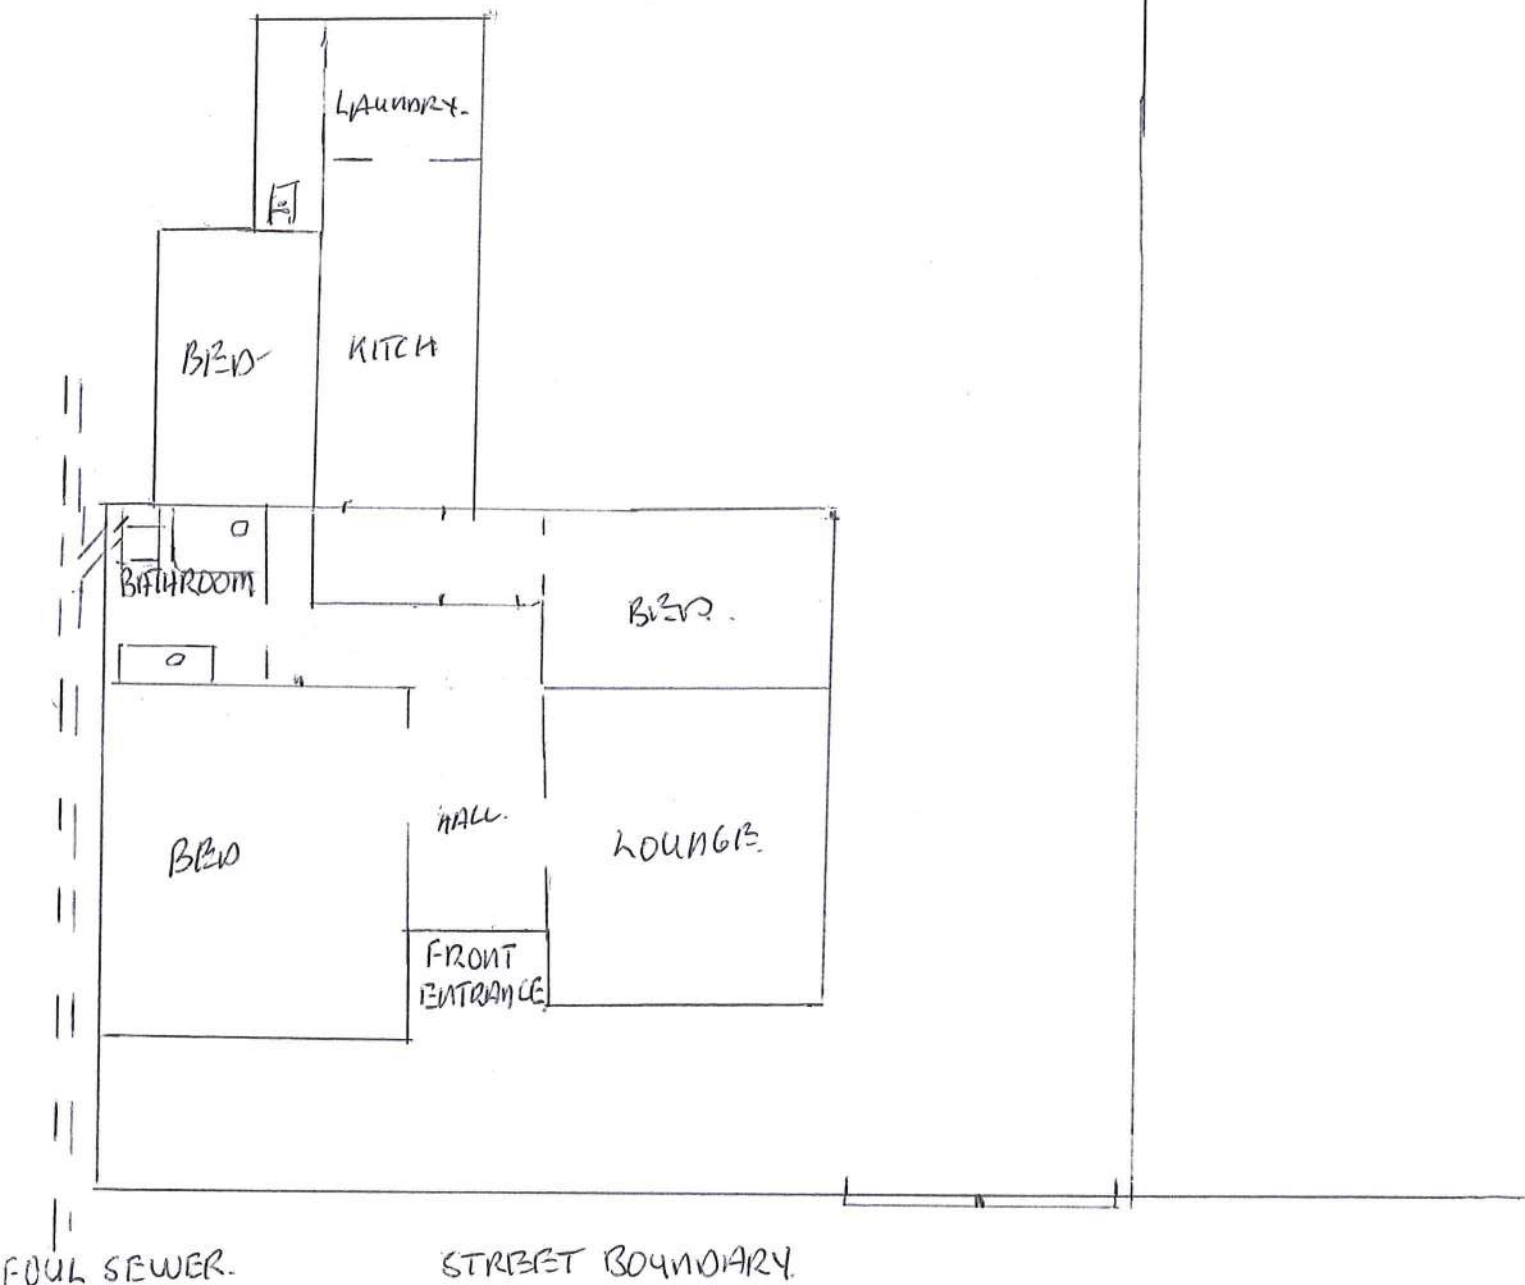 LAUNDRY.
BED
KITCH
BATHROOM
BED.
HALL.
BED
LOUNGE.
FRONT
ENTRANCE
FOUL SEWER.
STREET BOUNDARY.